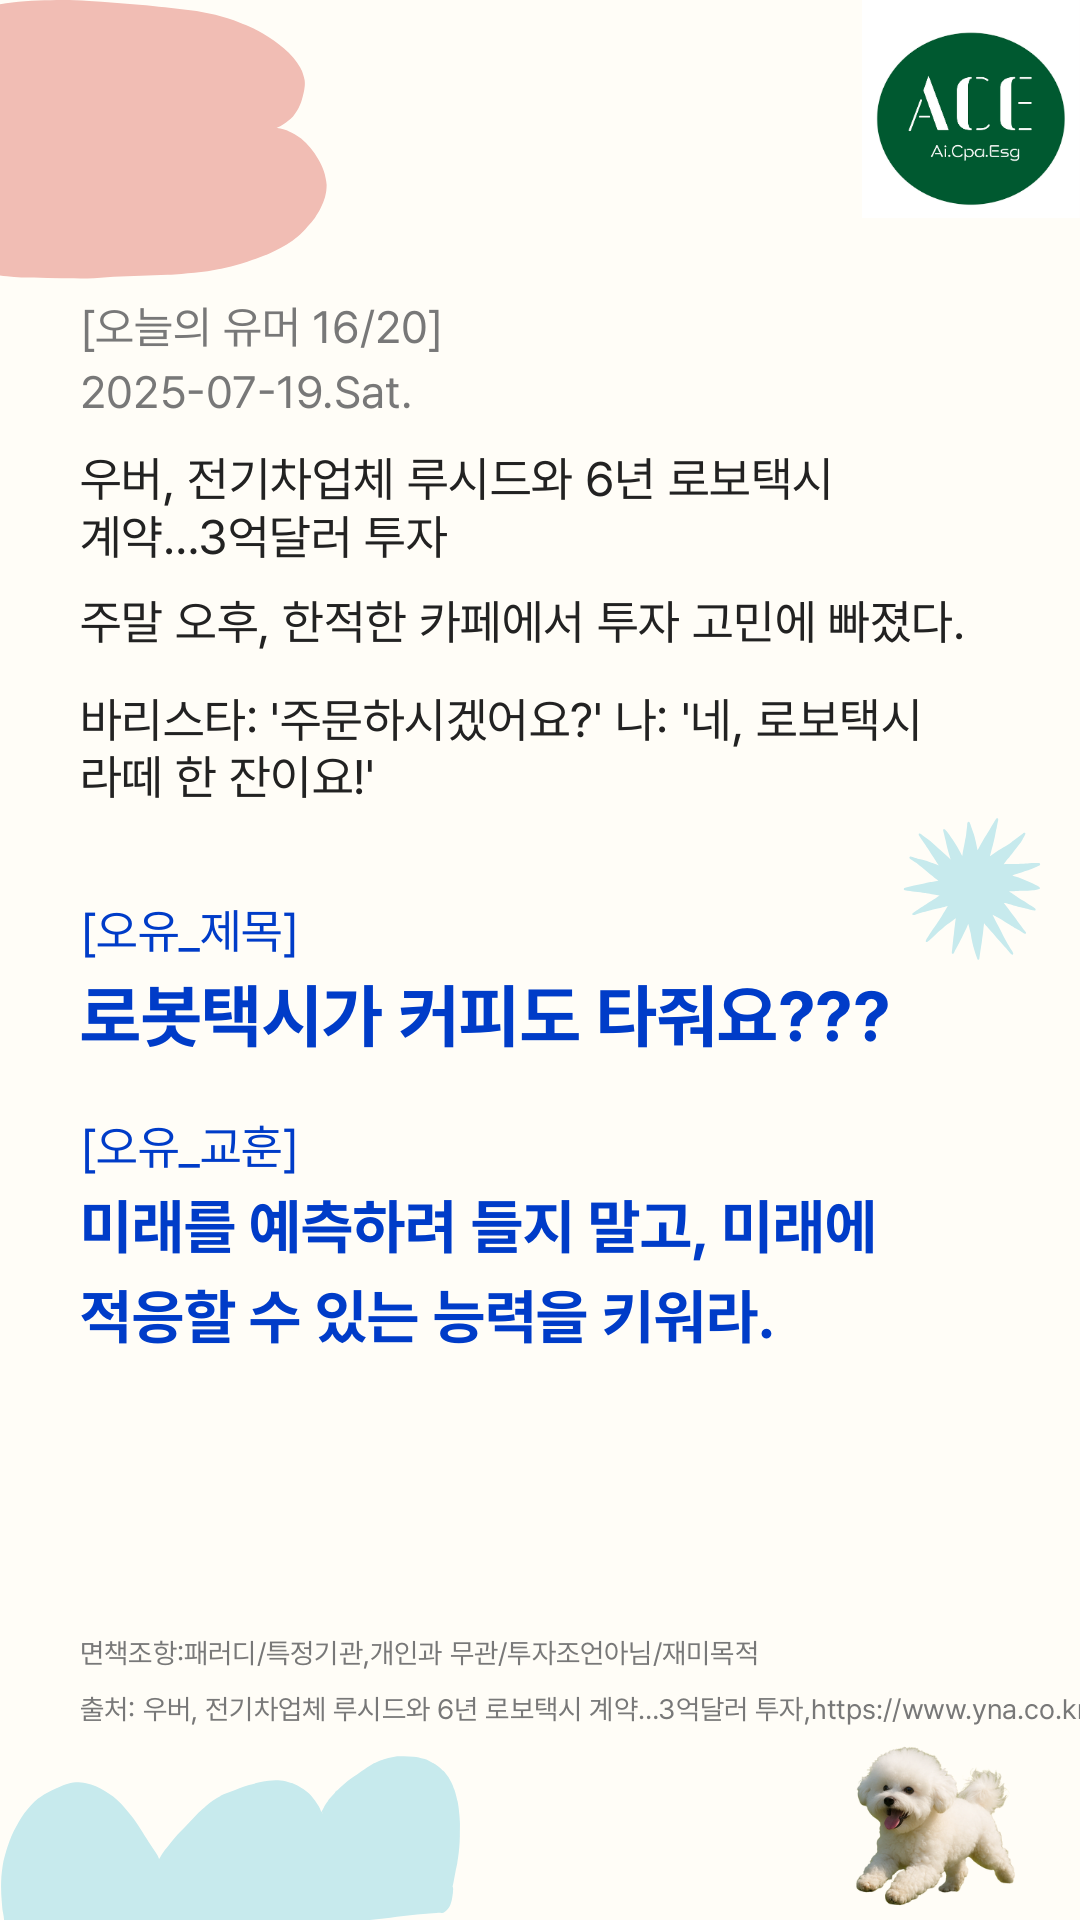 ACE
Ai.Cpa.Esg
[오늘의 유머 16/20]
2025-07-19.Sat.
우버, 전기차업체 루시드와 6년 로보택시
계약...3억달러 투자
주말 오후, 한적한 카페에서 투자 고민에 빠졌다.
바리스타: '주문하시겠어요?' 나: '네, 로보택시
라떼 한 잔이요!'
[오유_제목]
로봇택시가 커피도 타줘요???
[오유_교훈]
미래를 예측하려 들지 말고, 미래에
적응할 수 있는 능력을 키워라.
면책조항:패러디/특정기관,개인과 무관/투자조언아님/재미목적
출처: 우버, 전기차업체 루시드와 6년 로보택시 계약...3억달러 투자,https://www.yna.co.kr